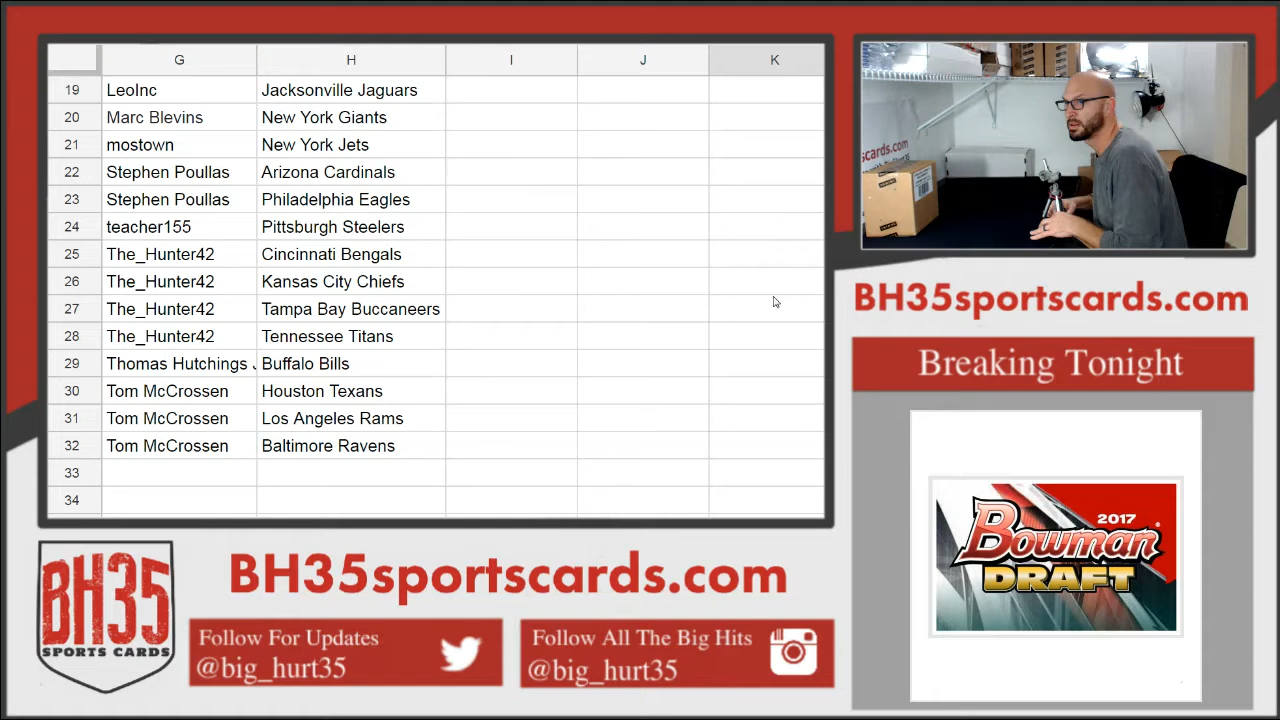 G H I J K
19 LeoInc Jacksonville Jaguars
20 Marc Blevins New York Giants
21 mostown New York Jets
22 Stephen Poullas Arizona Cardinals
23 Stephen Poullas Philadelphia Eagles
24 teacher155 Pittsburgh Steelers
25 The_Hunter42 Cincinnati Bengals
26 The_Hunter42 Kansas City Chiefs
27 The_Hunter42 Tampa Bay Buccaneers
28 The_Hunter42 Tennessee Titans
29 Thomas Hutchings Buffalo Bills
30 Tom McCrossen Houston Texans
31 Tom McCrossen Los Angeles Rams
32 Tom McCrossen Baltimore Ravens
33
34
cards.com
BH35sportscards.com
Breaking Tonight
2017
Bowman
DRAFT
BH35
SPORTS CARDS
BH35sportscards.com
Follow For Updates
@big_hurt35
Follow All The Big Hits
@big_hurt35